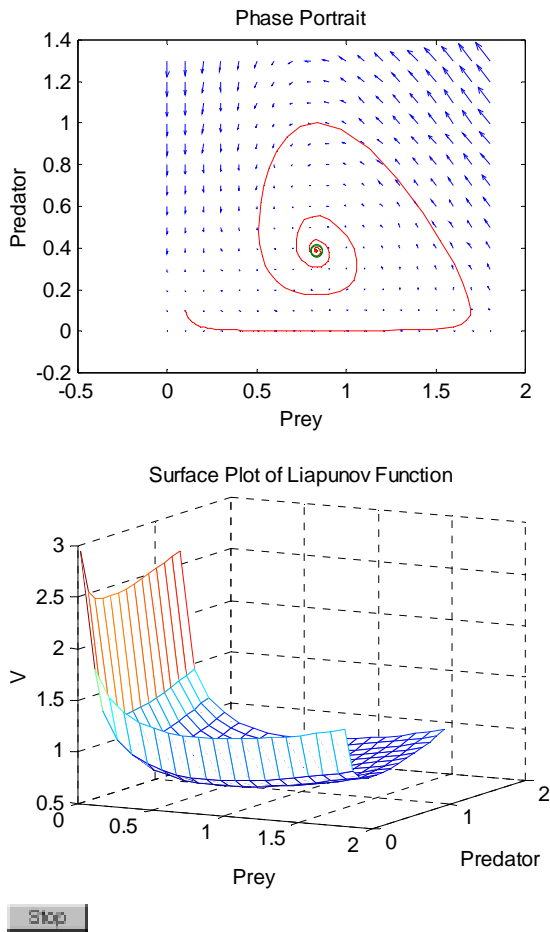 Phase Portrait
1.4
1.2
1
0.8
0.6
0.4
0.2
0
-0.2
Predator
-0.5 0 0.5 1 1.5 2
Prey
Surface Plot of Liapunov Function
3
2.5
2
1.5
1
0.5
V
0 0.5 1 1.5 2
Prey
0 1 2
Predator
Stop